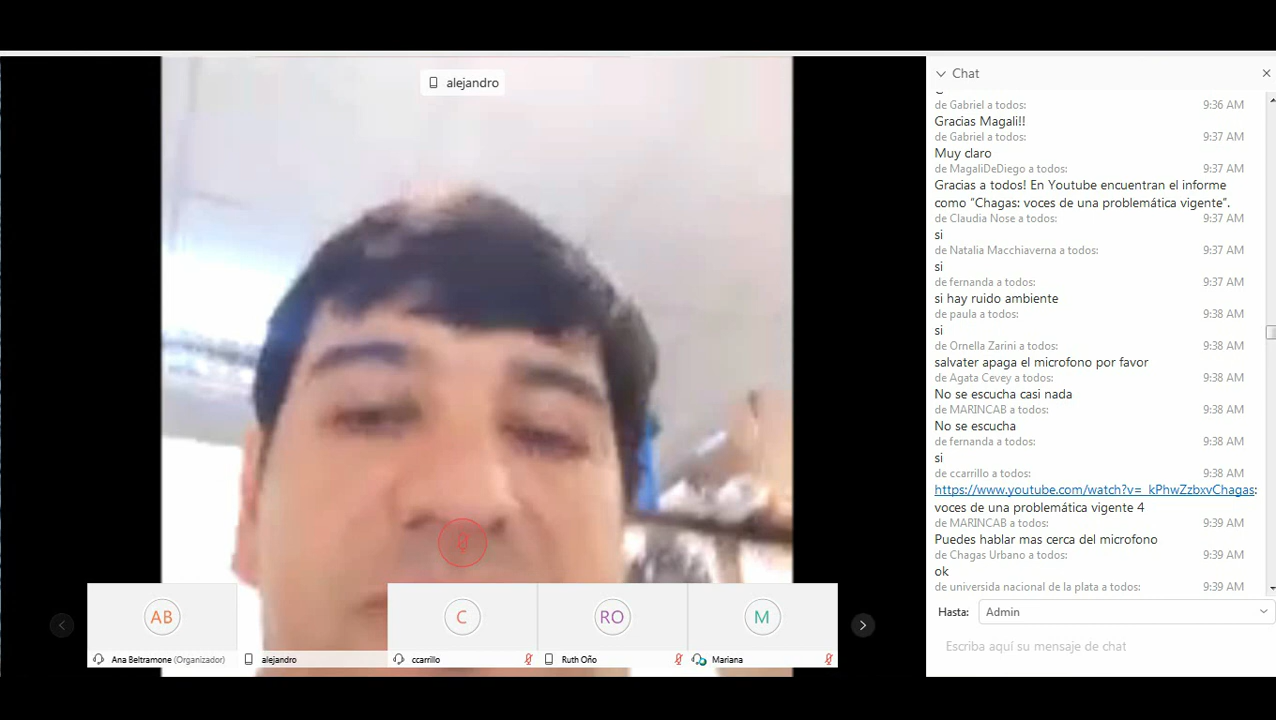 alejandro
AB
C
RO
M
Ana Beltramone (Organizador)
alejandro
ccarrillo
Ruth Oño
Mariana
Chat
de Gabriel a todos: 9:36 AM
Gracias Magali!!
de Gabriel a todos: 9:37 AM
Muy claro
de MagaliDeDiego a todos: 9:37 AM
Gracias a todos! En Youtube encuentran el informe
como "Chagas: voces de una problemática vigente".
de Claudia Nose a todos: 9:37 AM
si
de Natalia Macchiaverna a todos: 9:37 AM
si
de fernanda a todos: 9:37 AM
si hay ruido ambiente
de paula a todos: 9:38 AM
si
de Ornella Zarini a todos: 9:38 AM
salvater apaga el microfono por favor
de Agata Cevey a todos: 9:38 AM
No se escucha casi nada
de MARINCAB a todos: 9:38 AM
No se escucha
de fernanda a todos: 9:38 AM
si
de ccarrillo a todos: 9:38 AM
https://www.youtube.com/watch?v=_kPhwZzbxvChagas:
voces de una problemática vigente 4
de MARINCAB a todos: 9:39 AM
Puedes hablar mas cerca del microfono
de Chagas Urbano a todos: 9:39 AM
ok
de universida nacional de la plata a todos: 9:39 AM
Hasta: Admin
Escriba aquí su mensaje de chat